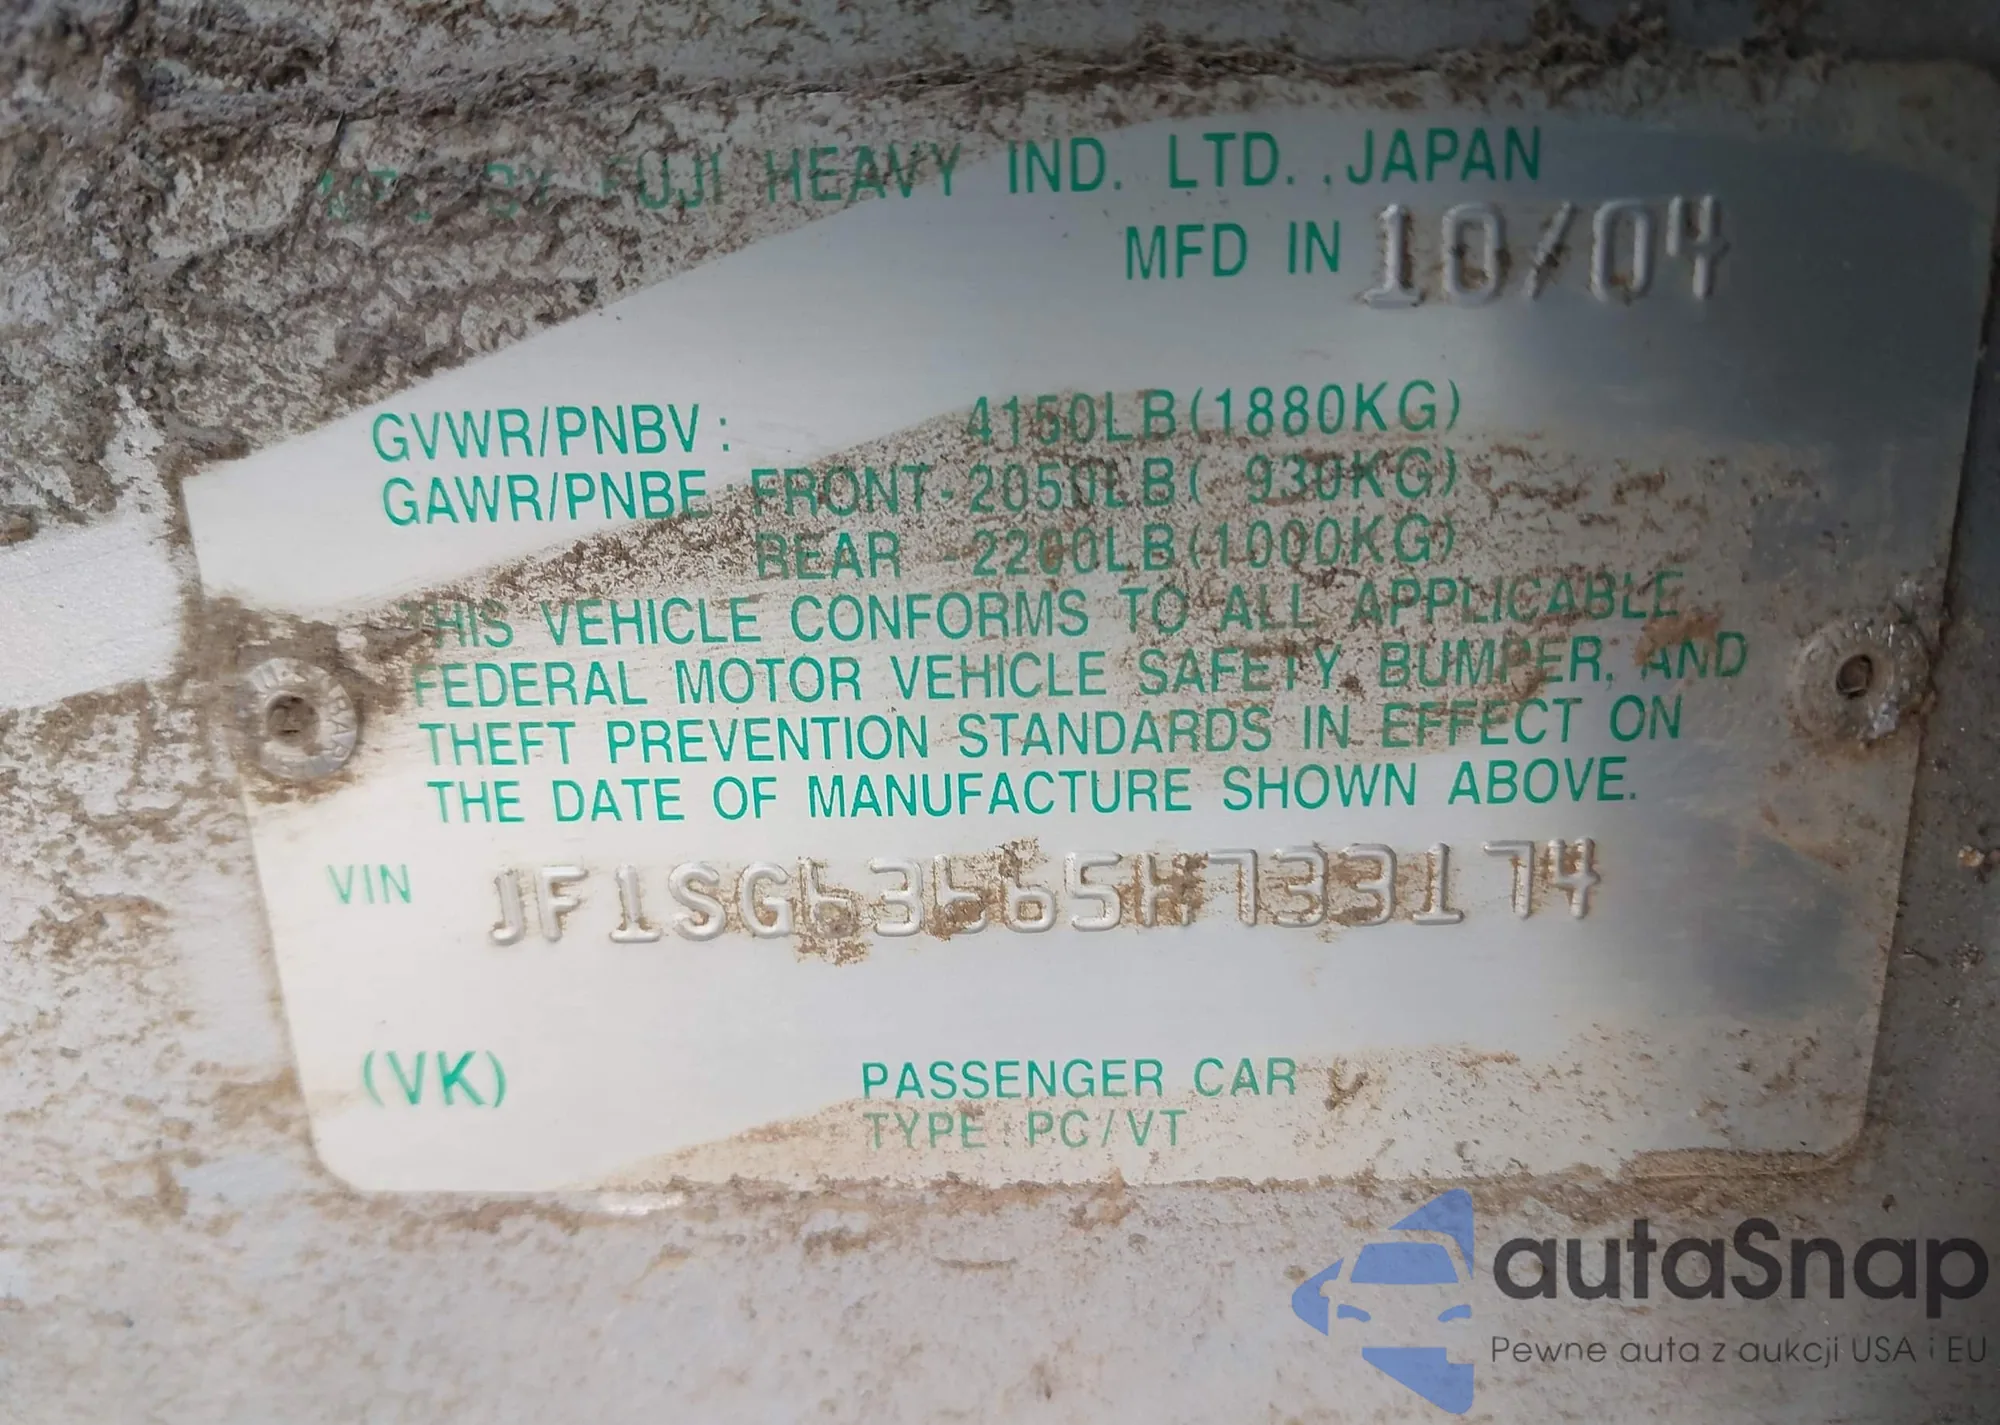 MFD BY FUJI HEAVY IND. LTD. ,JAPAN
MFD IN 10/04
GVWR/PNBV : 4150LB(1880KG)
GAWR/PNBE : FRONT-2050LB( 930KG)
REAR -2200LB(1000KG)
THIS VEHICLE CONFORMS TO ALL APPLICABLE
FEDERAL MOTOR VEHICLE SAFETY, BUMPER, AND
THEFT PREVENTION STANDARDS IN EFFECT ON
THE DATE OF MANUFACTURE SHOWN ABOVE.
VIN JF1SG63665H733174
(VK) PASSENGER CAR
TYPE : PC/VT
autaSnap
Pewne auta z aukcji USA i EU